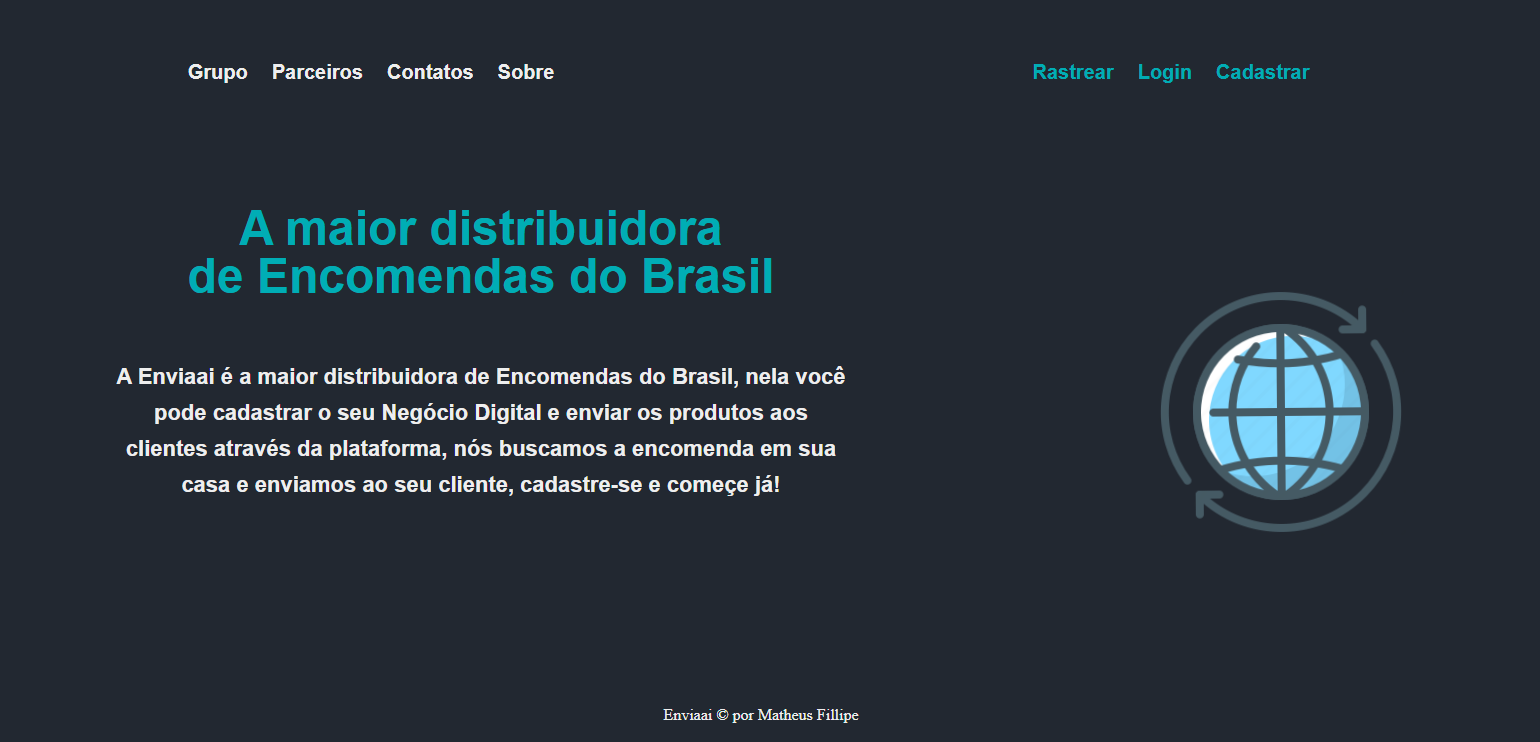 Grupo Parceiros Contatos Sobre Rastrear Login Cadastrar
A maior distribuidora
de Encomendas do Brasil
A Enviaai é a maior distribuidora de Encomendas do Brasil, nela você
pode cadastrar o seu Negócio Digital e enviar os produtos aos
clientes através da plataforma, nós buscamos a encomenda em sua
casa e enviamos ao seu cliente, cadastre-se e começe já!
Enviaai © por Matheus Fillipe